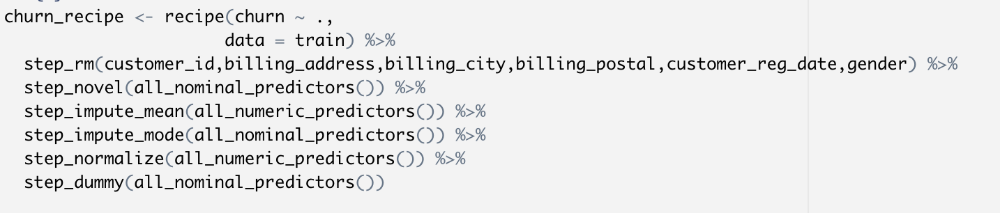 churn_recipe <- recipe(churn ~ .,
                      data = train) %>%
  step_rm(customer_id,billing_address,billing_city,billing_postal,customer_reg_date,gender) %>%
  step_novel(all_nominal_predictors()) %>%
  step_impute_mean(all_numeric_predictors()) %>%
  step_impute_mode(all_nominal_predictors()) %>%
  step_normalize(all_numeric_predictors()) %>%
  step_dummy(all_nominal_predictors())